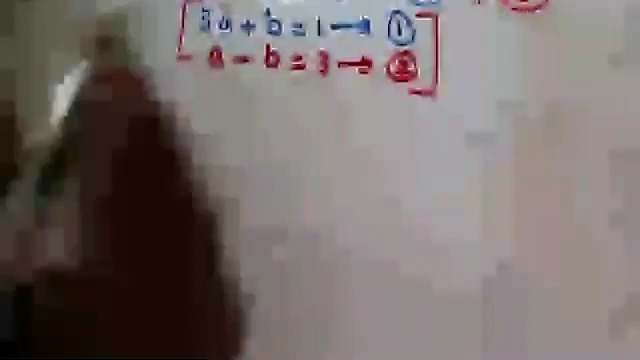 3a + b = 1 → ①
a - b = 3 → ②